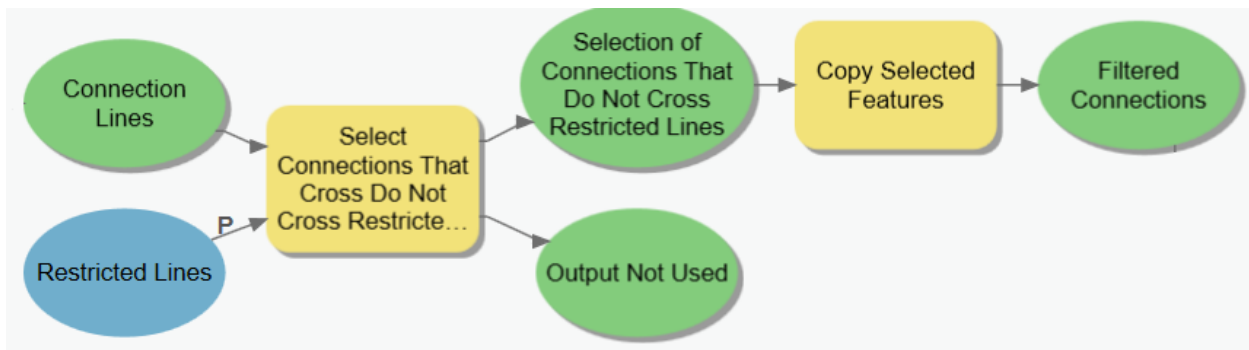 Connection
Lines
P
Restricted Lines
Select
Connections That
Cross Do Not
Cross Restricte...
Selection of
Connections That
Do Not Cross
Restricted Lines
Output Not Used
Copy Selected
Features
Filtered
Connections